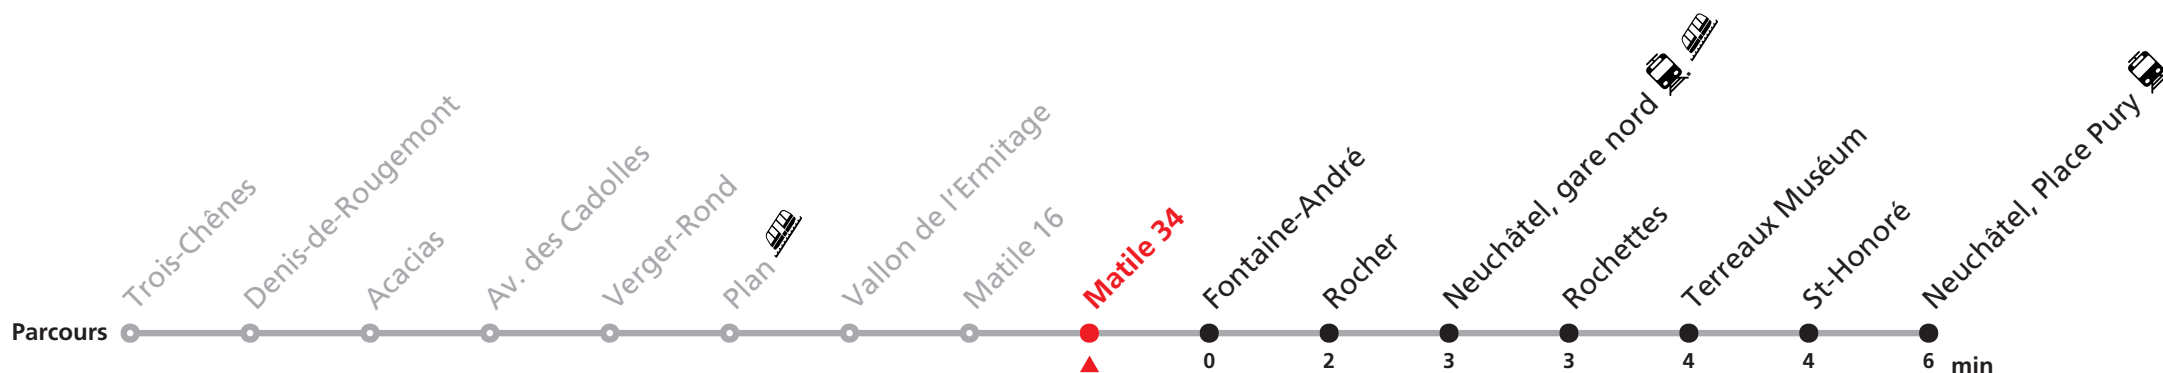 Parcours
Trois-Chênes
Denis-de-Rougemont
Acacias
Av. des Cadolles
Verger-Rond
Plan
Vallon de l'Ermitage
Matile 16
Matile 34
Fontaine-André
Rocher
Neuchâtel, gare nord
Rochettes
Terreaux Muséum
St-Honoré
Neuchâtel, Place Pury
0 2 3 3 4 4 6 min